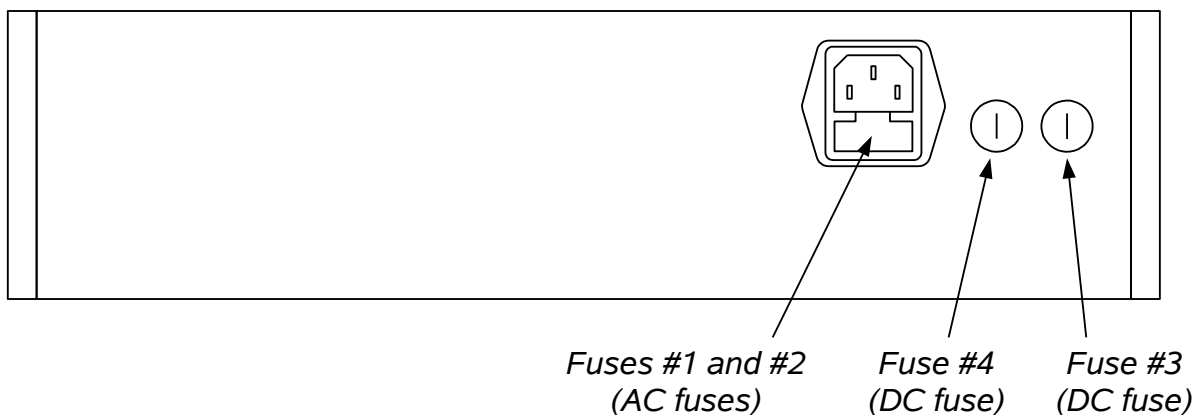 Fuses #1 and #2
(AC fuses)
Fuse #4
(DC fuse)
Fuse #3
(DC fuse)